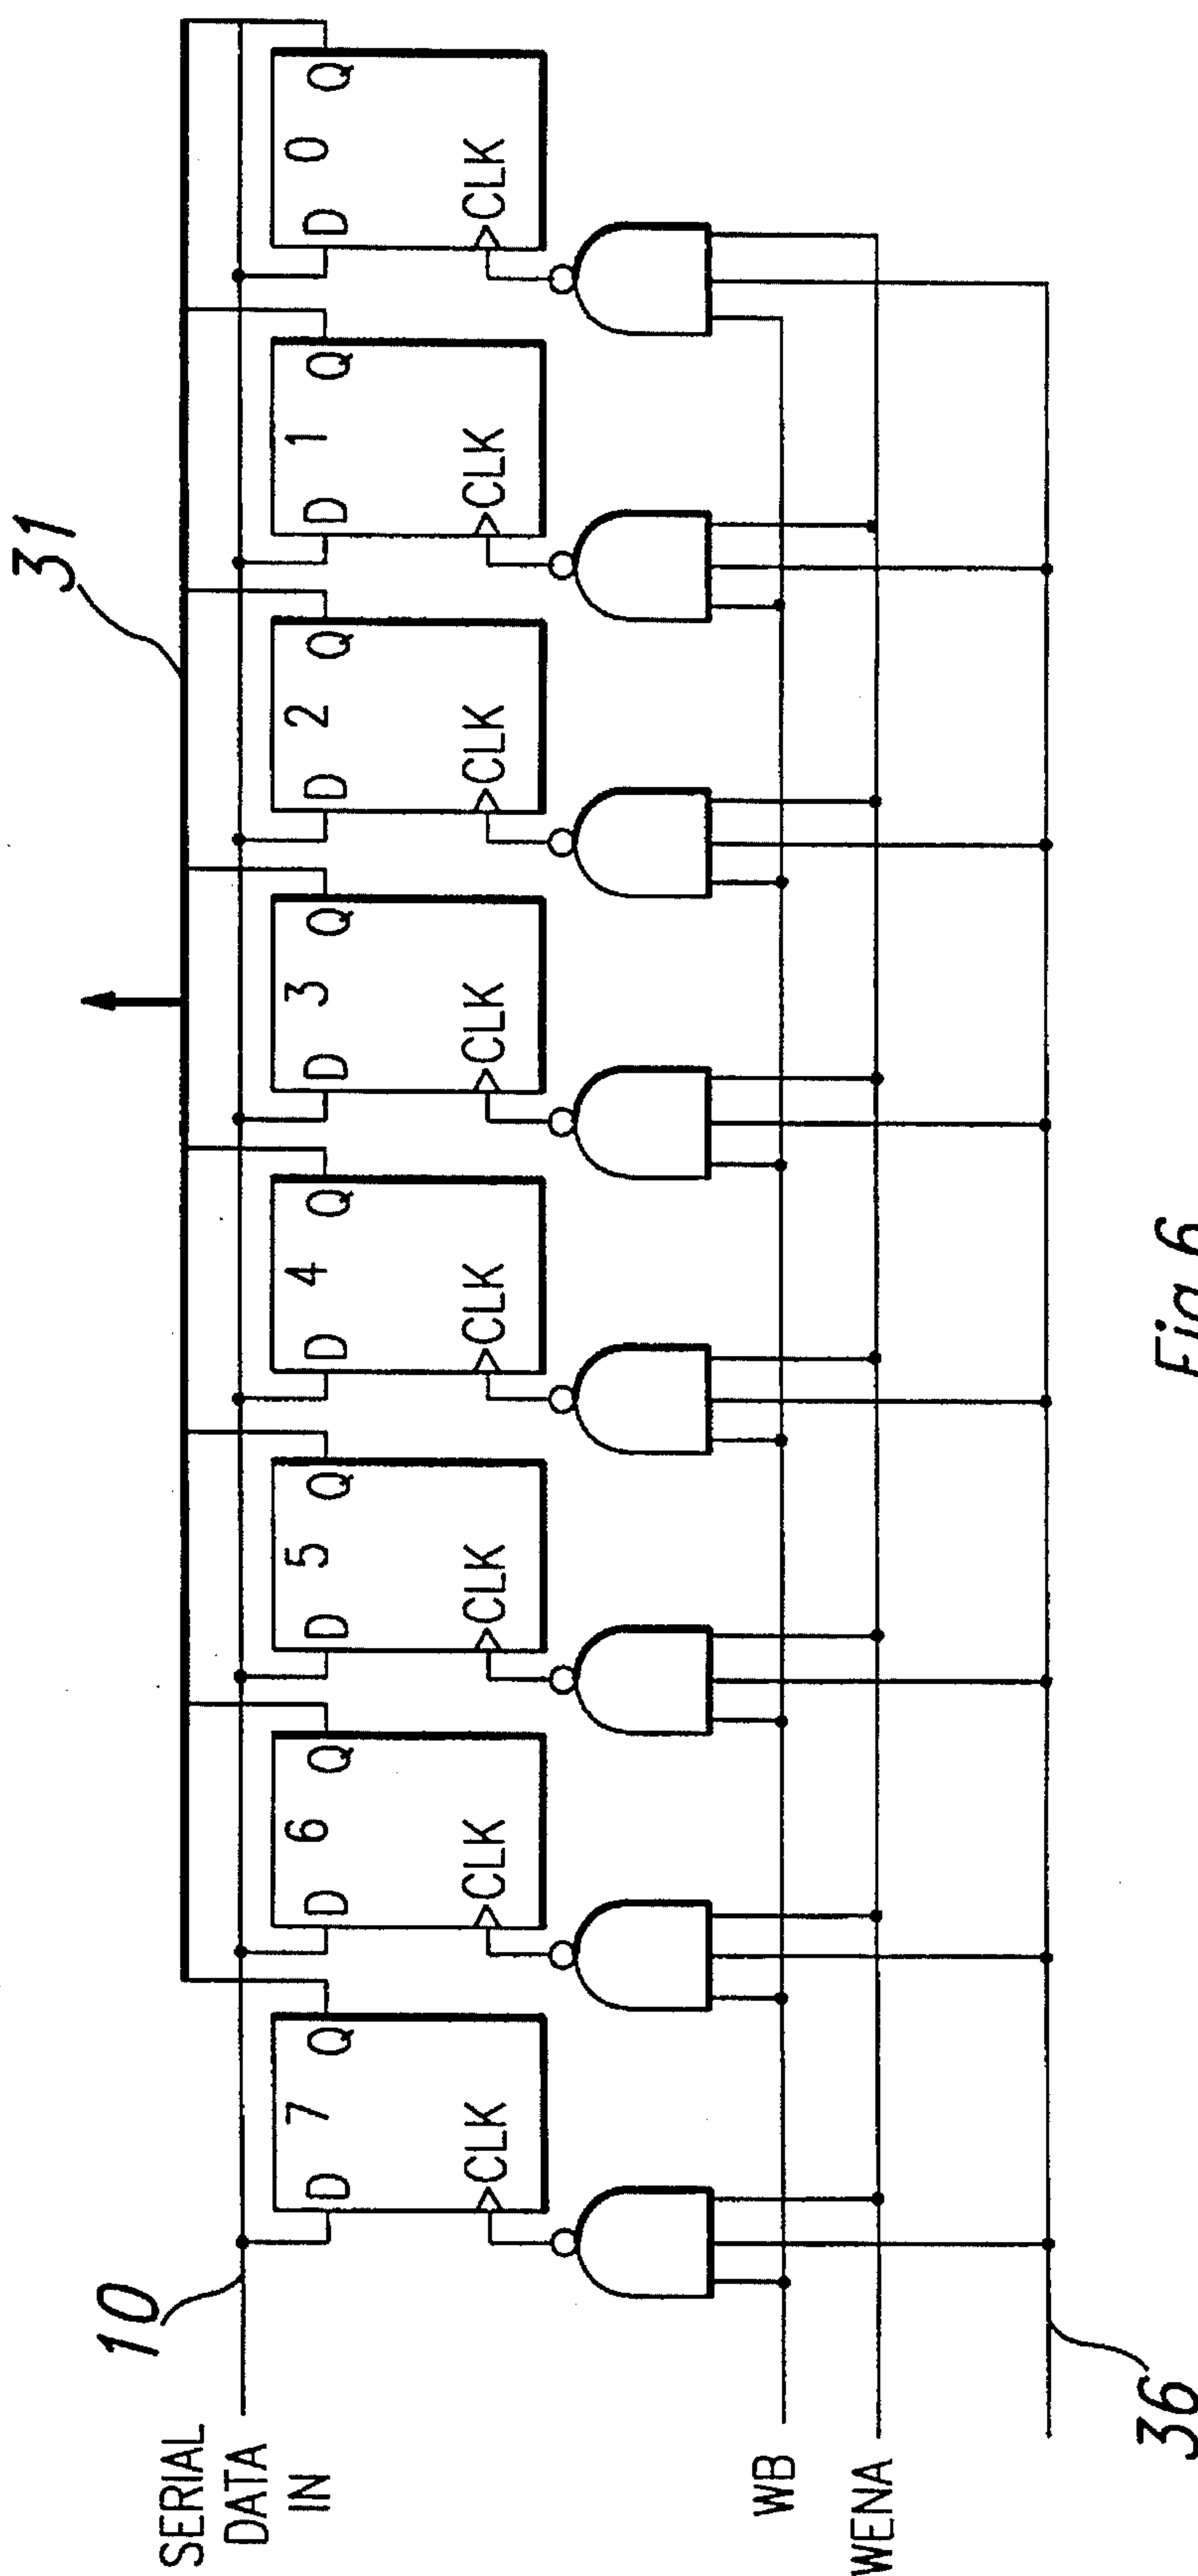 31
10
SERIAL
DATA
IN
D 7 Q
CLK
D 6 Q
CLK
D 5 Q
CLK
D 4 Q
CLK
D 3 Q
CLK
D 2 Q
CLK
D 1 Q
CLK
D 0 Q
CLK
WB
WENA
36
Fig. 6